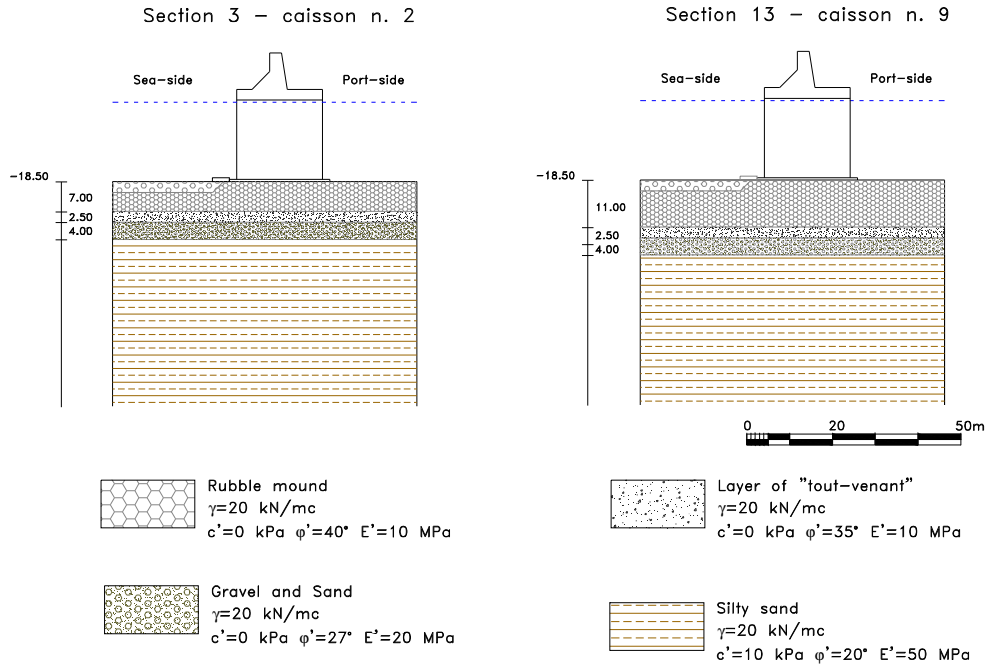 Section 3 – caisson n. 2
Section 13 – caisson n. 9
Sea-side
Port-side
Sea-side
Port-side
-18.50
7.00
2.50
4.00
-18.50
11.00
2.50
4.00
0 20 50m
Rubble mound
γ=20 kN/mc
c'=0 kPa φ'=40° E'=10 MPa
Layer of "tout-venant"
γ=20 kN/mc
c'=0 kPa φ'=35° E'=10 MPa
Gravel and Sand
γ=20 kN/mc
c'=0 kPa φ'=27° E'=20 MPa
Silty sand
γ=20 kN/mc
c'=10 kPa φ'=20° E'=50 MPa